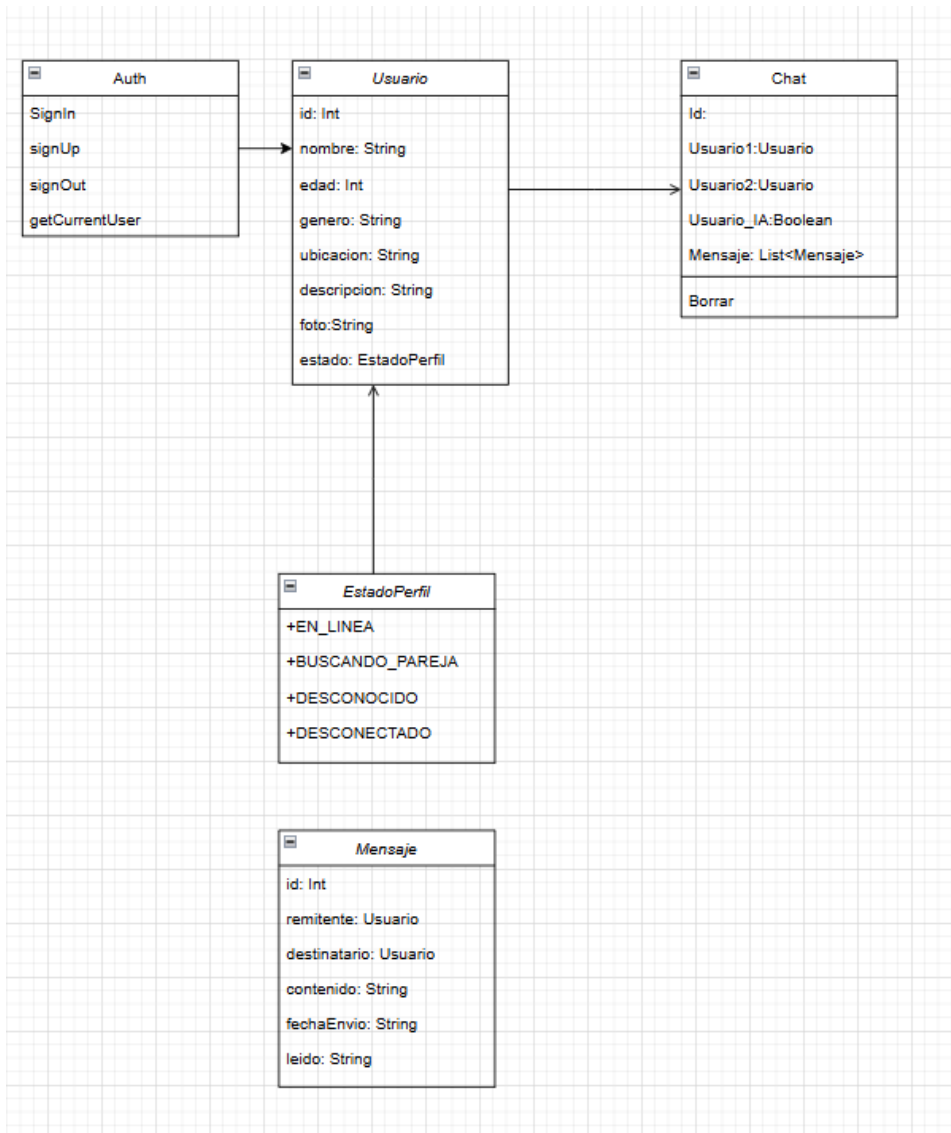 Auth
SignIn
signUp
signOut
getCurrentUser
Usuario
id: Int
nombre: String
edad: Int
genero: String
ubicacion: String
descripcion: String
foto:String
estado: EstadoPerfil
Chat
Id:
Usuario1:Usuario
Usuario2:Usuario
Usuario_IA:Boolean
Mensaje: List<Mensaje>
Borrar
EstadoPerfil
+EN_LINEA
+BUSCANDO_PAREJA
+DESCONOCIDO
+DESCONECTADO
Mensaje
id: Int
remitente: Usuario
destinatario: Usuario
contenido: String
fechaEnvio: String
leido: String